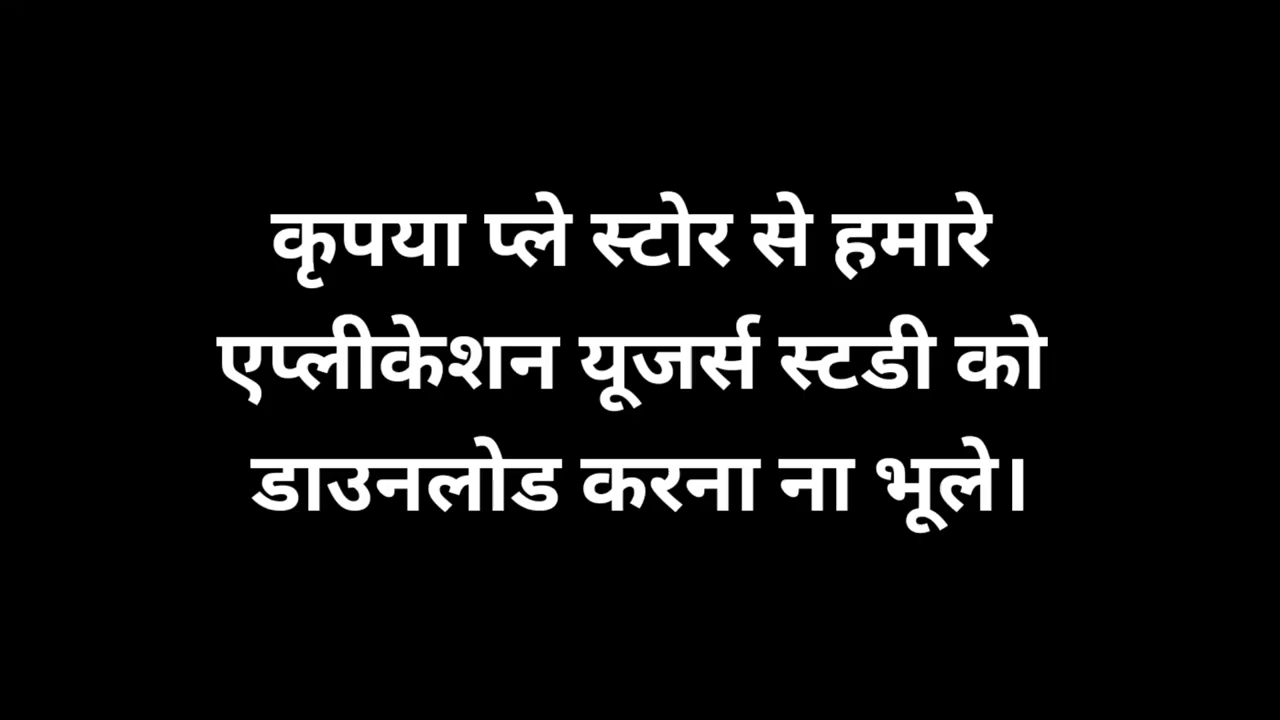 कृपया प्ले स्टोर से हमारे
एप्लीकेशन यूजर्स स्टडी को
डाउनलोड करना ना भूले।